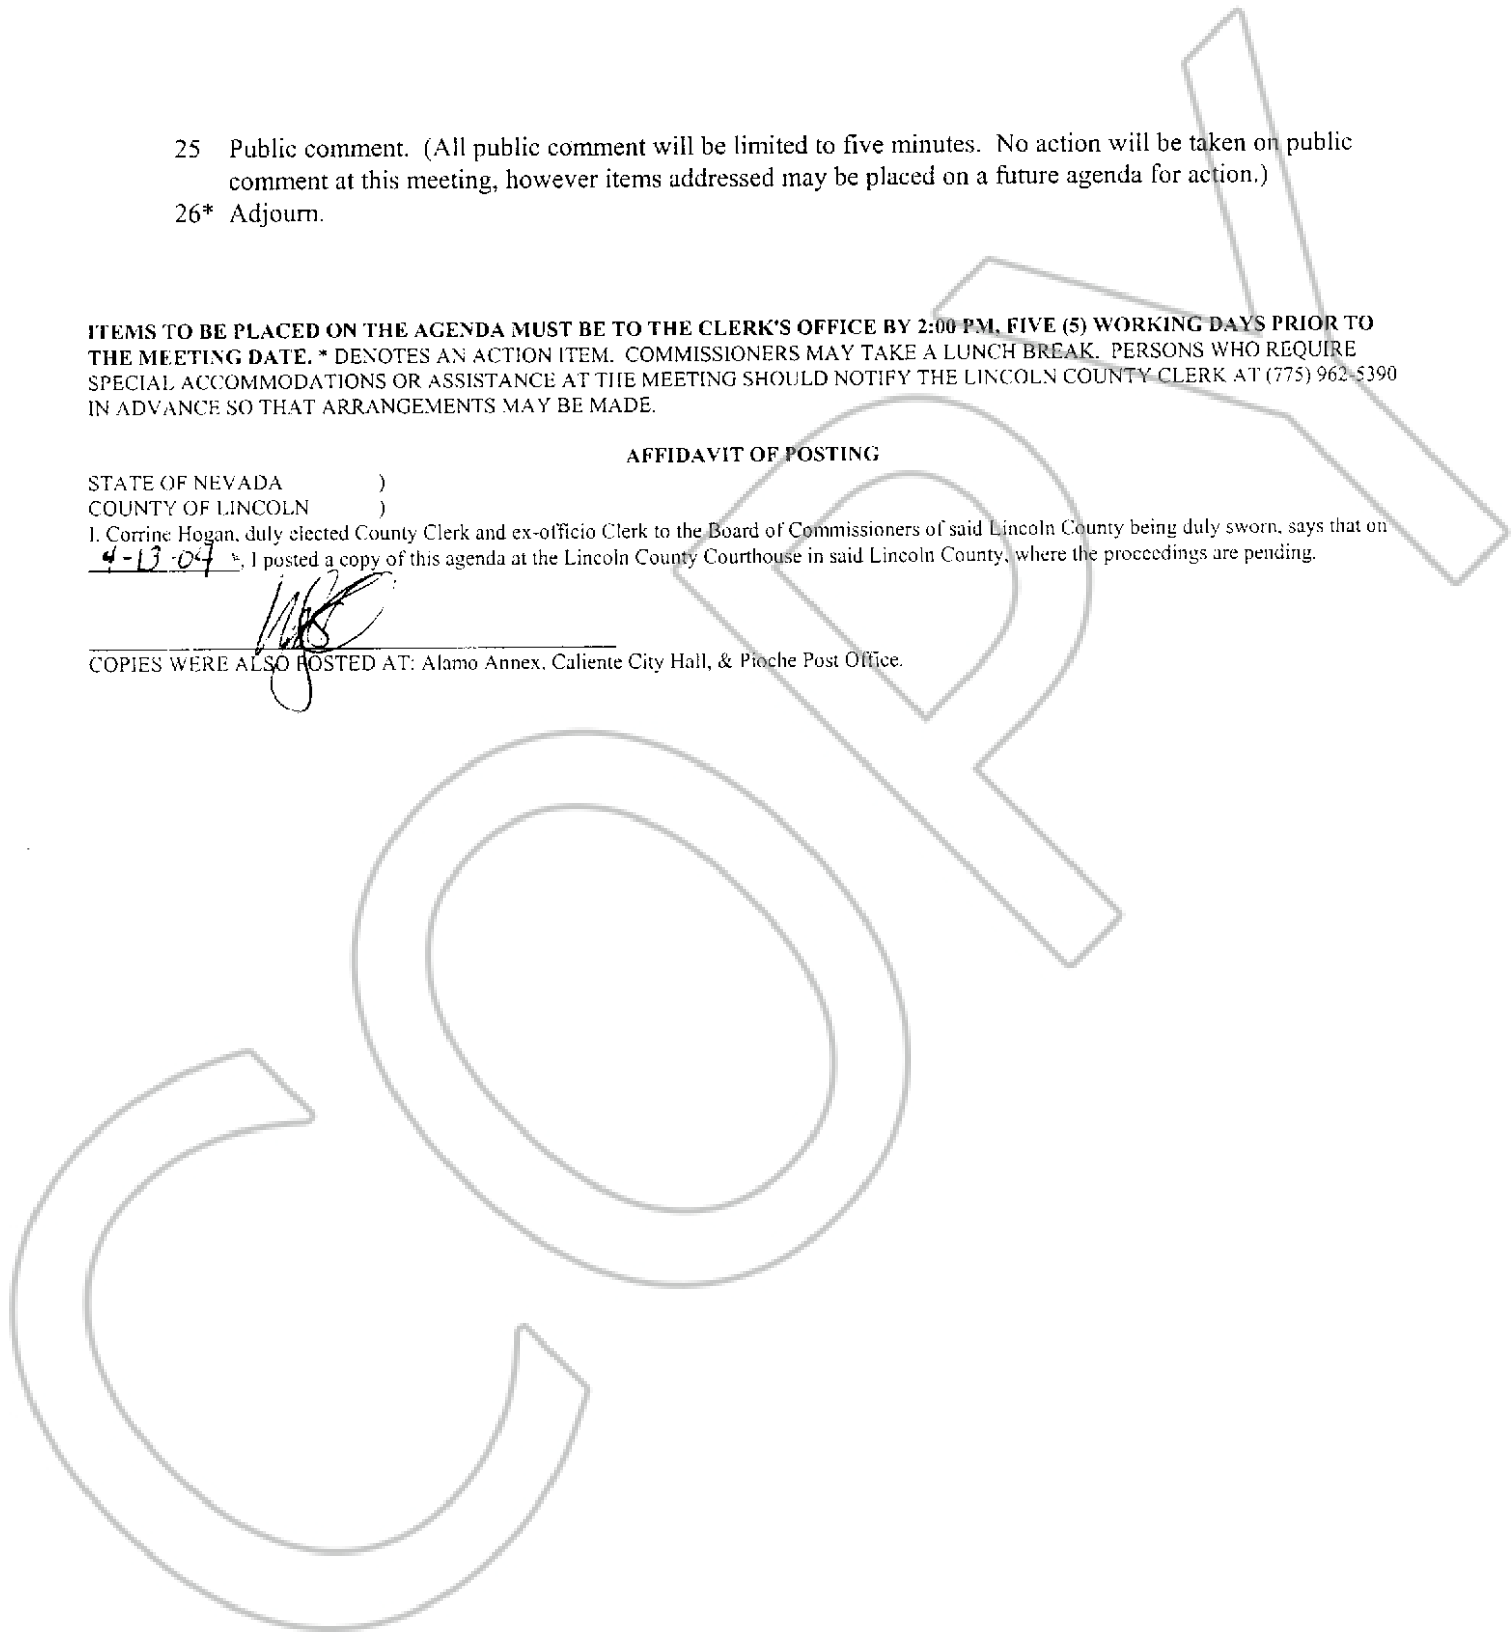 25 Public comment. (All public comment will be limited to five minutes. No action will be taken on public
comment at this meeting, however items addressed may be placed on a future agenda for action.)
26* Adjourn.
ITEMS TO BE PLACED ON THE AGENDA MUST BE TO THE CLERK'S OFFICE BY 2:00 PM, FIVE (5) WORKING DAYS PRIOR TO
THE MEETING DATE. * DENOTES AN ACTION ITEM. COMMISSIONERS MAY TAKE A LUNCH BREAK. PERSONS WHO REQUIRE
SPECIAL ACCOMMODATIONS OR ASSISTANCE AT THE MEETING SHOULD NOTIFY THE LINCOLN COUNTY CLERK AT (775) 962-5390
IN ADVANCE SO THAT ARRANGEMENTS MAY BE MADE.
AFFIDAVIT OF POSTING
STATE OF NEVADA )
COUNTY OF LINCOLN )
I, Corrine Hogan, duly elected County Clerk and ex-officio Clerk to the Board of Commissioners of said Lincoln County being duly sworn, says that on
4-13-04, I posted a copy of this agenda at the Lincoln County Courthouse in said Lincoln County, where the proceedings are pending.
COPIES WERE ALSO POSTED AT: Alamo Annex, Caliente City Hall, & Pioche Post Office.
COPY